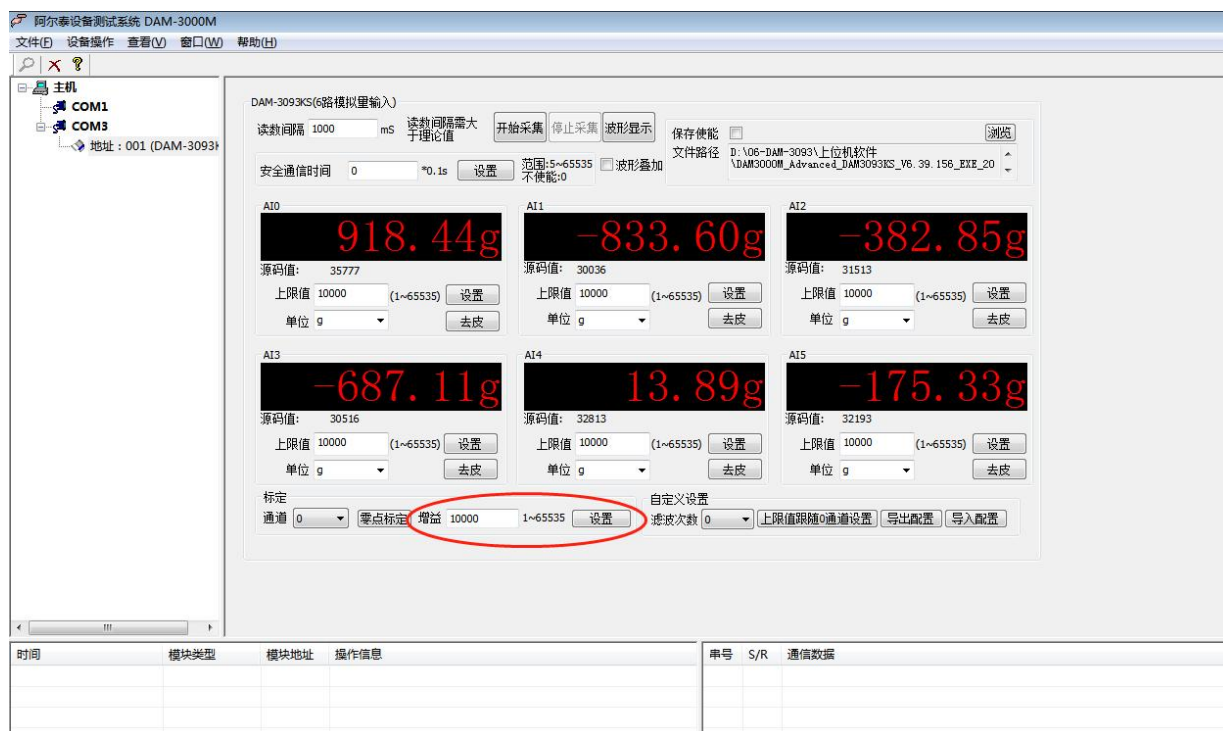 阿尔泰设备测试系统 DAM-3000M
文件(F) 设备操作 查看(V) 窗口(W) 帮助(H)
主机
COM1
COM3
地址：001 (DAM-3093K
DAM-3093KS(6路模拟量输入)
读数间隔 1000 mS 读数间隔需大于理论值 开始采集 停止采集 波形显示
安全通信时间 0 *0.1s 设置 范围:5~65535 不使能:0 波形叠加
保存使能 浏览
文件路径 D:\06-DAM-3093\上位机软件
\DAM3000M_Advanced_DAM3093KS_V6.39.156_EXE_20
AI0
918.44g
源码值: 35777
上限值 10000 (1~65535) 设置
单位 g 去皮
AI1
-833.60g
源码值: 30036
上限值 10000 (1~65535) 设置
单位 g 去皮
AI2
-382.85g
源码值: 31513
上限值 10000 (1~65535) 设置
单位 g 去皮
AI3
-687.11g
源码值: 30516
上限值 10000 (1~65535) 设置
单位 g 去皮
AI4
13.89g
源码值: 32813
上限值 10000 (1~65535) 设置
单位 g 去皮
AI5
-175.33g
源码值: 32193
上限值 10000 (1~65535) 设置
单位 g 去皮
标定
通道 0 零点标定 增益 10000 1~65535 设置
自定义设置
滤波次数 0 上限值跟随0通道设置 导出配置 导入配置
时间 模块类型 模块地址 操作信息
串号 S/R 通信数据